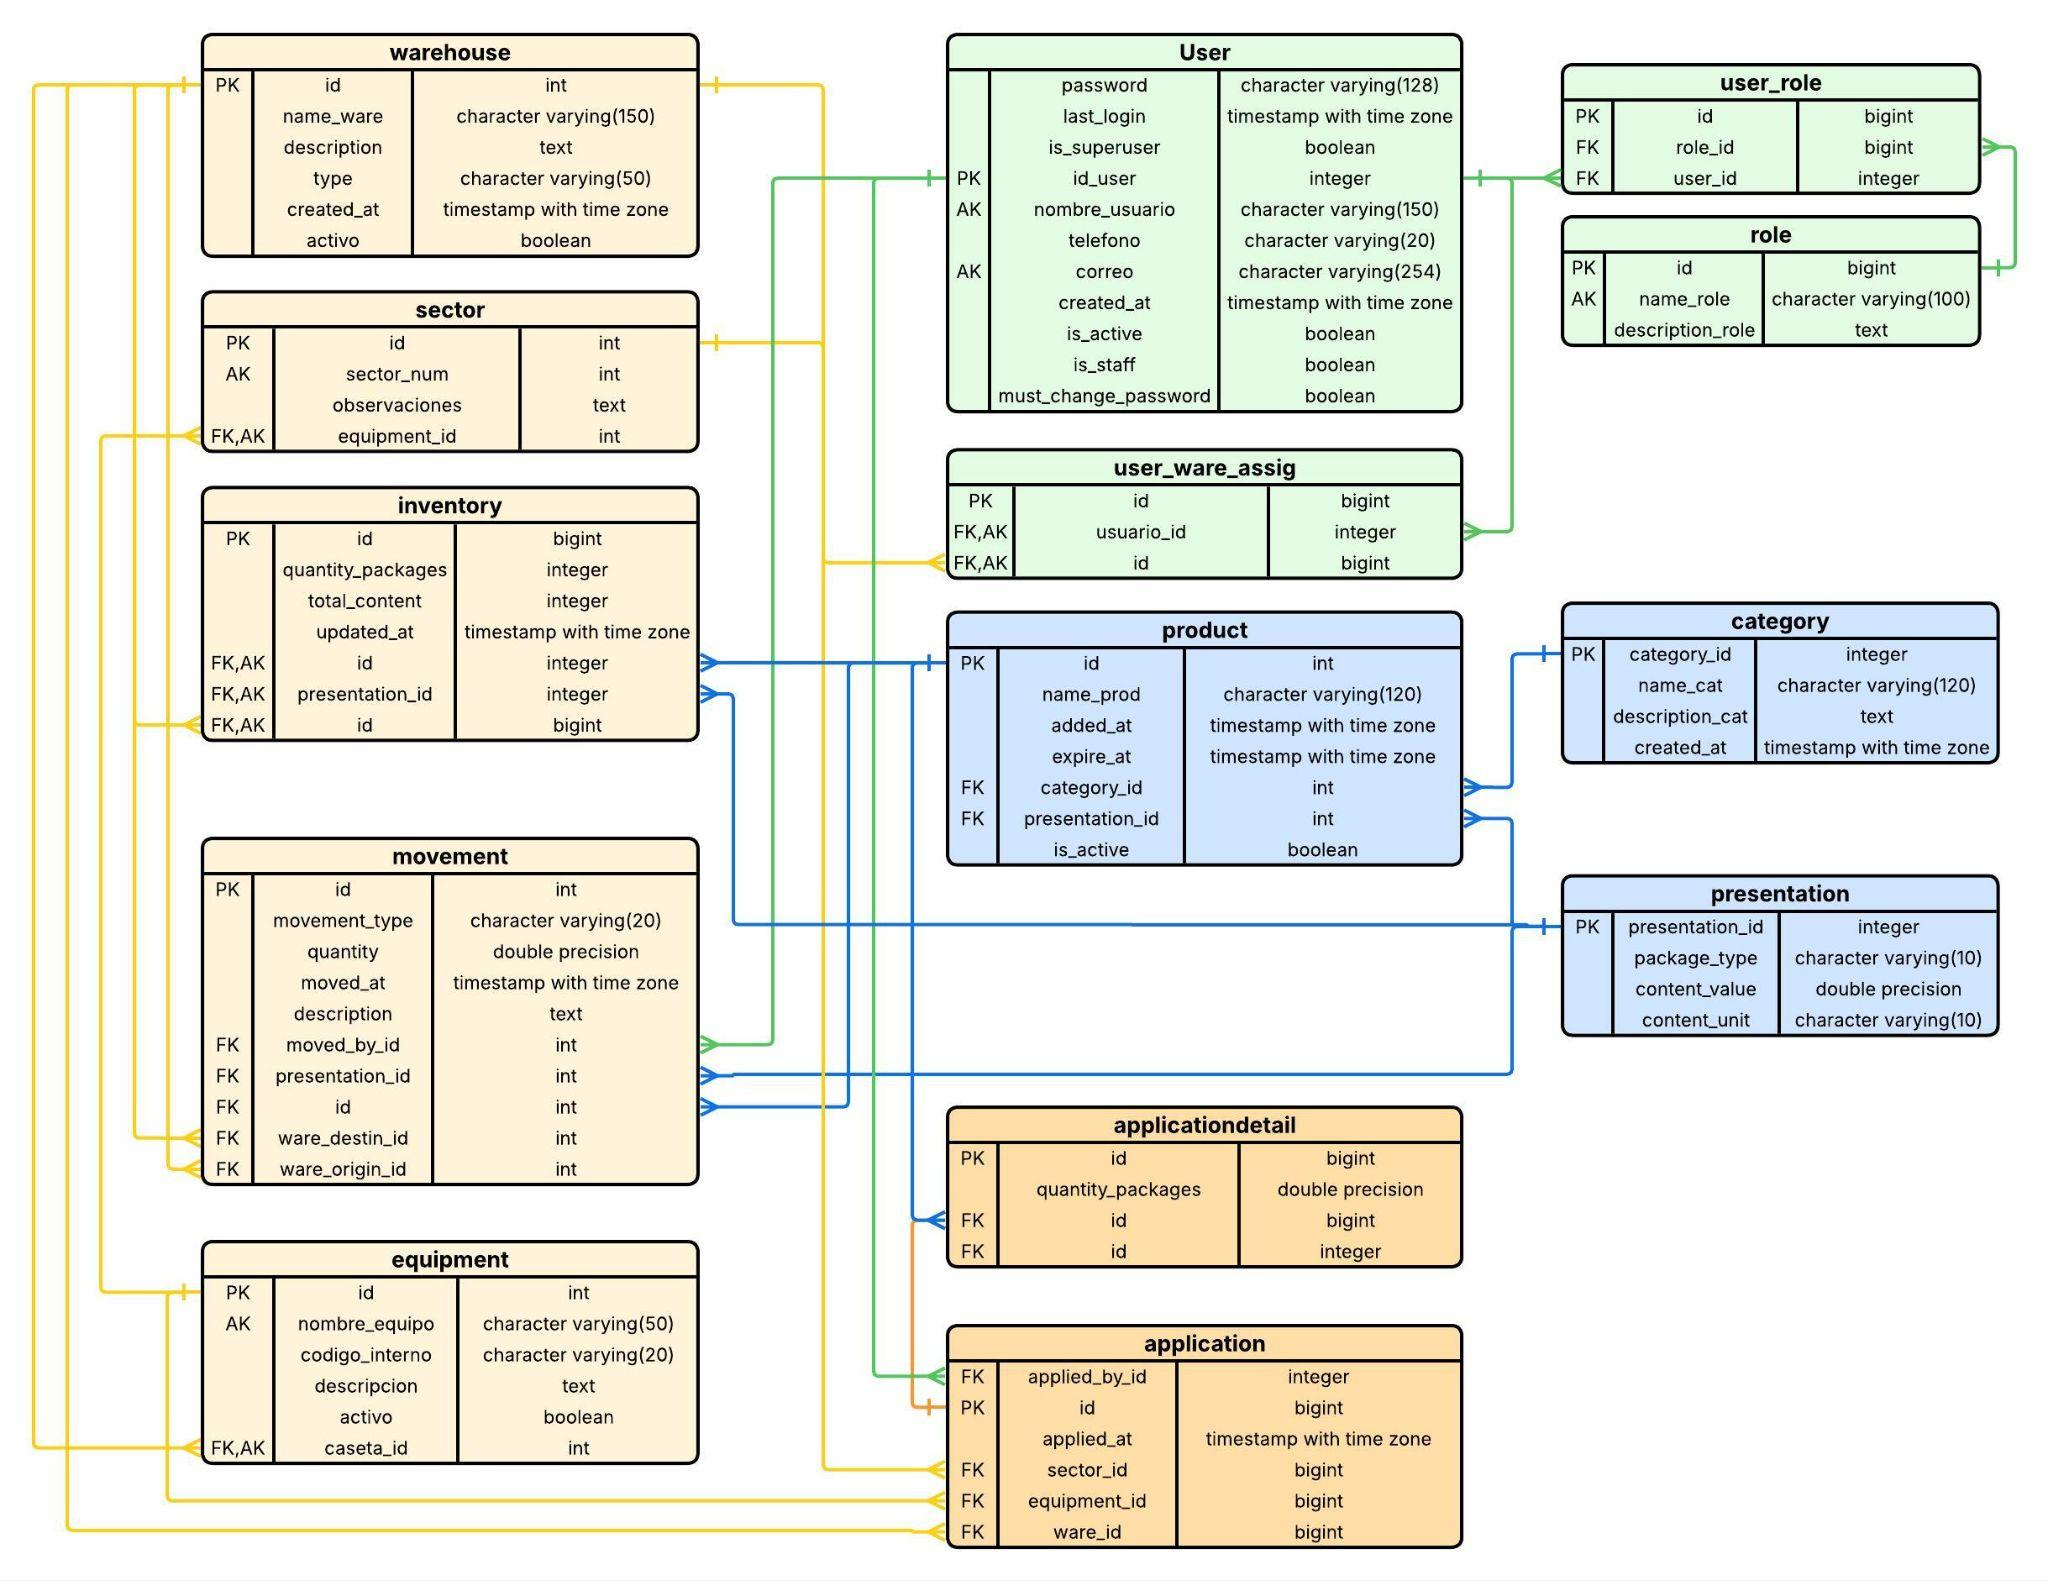 warehouse
PK id int
name_ware character varying(150)
description text
type character varying(50)
created_at timestamp with time zone
activo boolean
sector
PK id int
AK sector_num int
observaciones text
FK,AK equipment_id int
inventory
PK id bigint
quantity_packages integer
total_content integer
updated_at timestamp with time zone
FK,AK id integer
FK,AK presentation_id integer
FK,AK id bigint
movement
PK id int
movement_type character varying(20)
quantity double precision
moved_at timestamp with time zone
description text
FK moved_by_id int
FK presentation_id int
FK id int
FK ware_destin_id int
FK ware_origin_id int
equipment
PK id int
AK nombre_equipo character varying(50)
codigo_interno character varying(20)
descripcion text
activo boolean
FK,AK caseta_id int
User
password character varying(128)
last_login timestamp with time zone
is_superuser boolean
PK id_user integer
AK nombre_usuario character varying(150)
telefono character varying(20)
AK correo character varying(254)
created_at timestamp with time zone
is_active boolean
is_staff boolean
must_change_password boolean
user_ware_assig
PK id bigint
FK,AK usuario_id integer
FK,AK id bigint
product
PK id int
name_prod character varying(120)
added_at timestamp with time zone
expire_at timestamp with time zone
FK category_id int
FK presentation_id int
is_active boolean
applicationdetail
PK id bigint
quantity_packages double precision
FK id bigint
FK id integer
application
FK applied_by_id integer
PK id bigint
applied_at timestamp with time zone
FK sector_id bigint
FK equipment_id bigint
FK ware_id bigint
user_role
PK id bigint
FK role_id bigint
FK user_id integer
role
PK id bigint
AK name_role character varying(100)
description_role text
category
PK category_id integer
name_cat character varying(120)
description_cat text
created_at timestamp with time zone
presentation
PK presentation_id integer
package_type character varying(10)
content_value double precision
content_unit character varying(10)